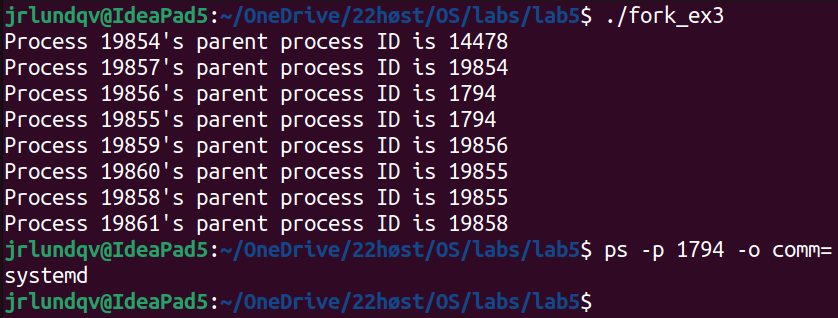 jrlundqv@IdeaPad5:~/OneDrive/22høst/OS/labs/lab5$ ./fork_ex3
Process 19854's parent process ID is 14478
Process 19857's parent process ID is 19854
Process 19856's parent process ID is 1794
Process 19855's parent process ID is 1794
Process 19859's parent process ID is 19856
Process 19860's parent process ID is 19855
Process 19858's parent process ID is 19855
Process 19861's parent process ID is 19858
jrlundqv@IdeaPad5:~/OneDrive/22høst/OS/labs/lab5$ ps -p 1794 -o comm=
systemd
jrlundqv@IdeaPad5:~/OneDrive/22høst/OS/labs/lab5$